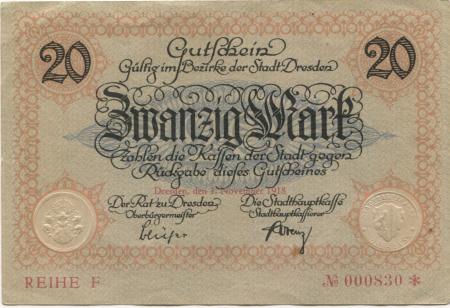 20 Gutschein 20
Gültig im Bezirke der Stadt Dresden
Zwanzig Mark
zahlen die Kassen der Stadt gegen
Rückgabe dieses Gutscheines
Dresden, den 1. November 1918
Der Rat zu Dresden Die Stadthauptkasse
Oberbürgermeister Stadthauptkassierer
REIHE F № 000830 *